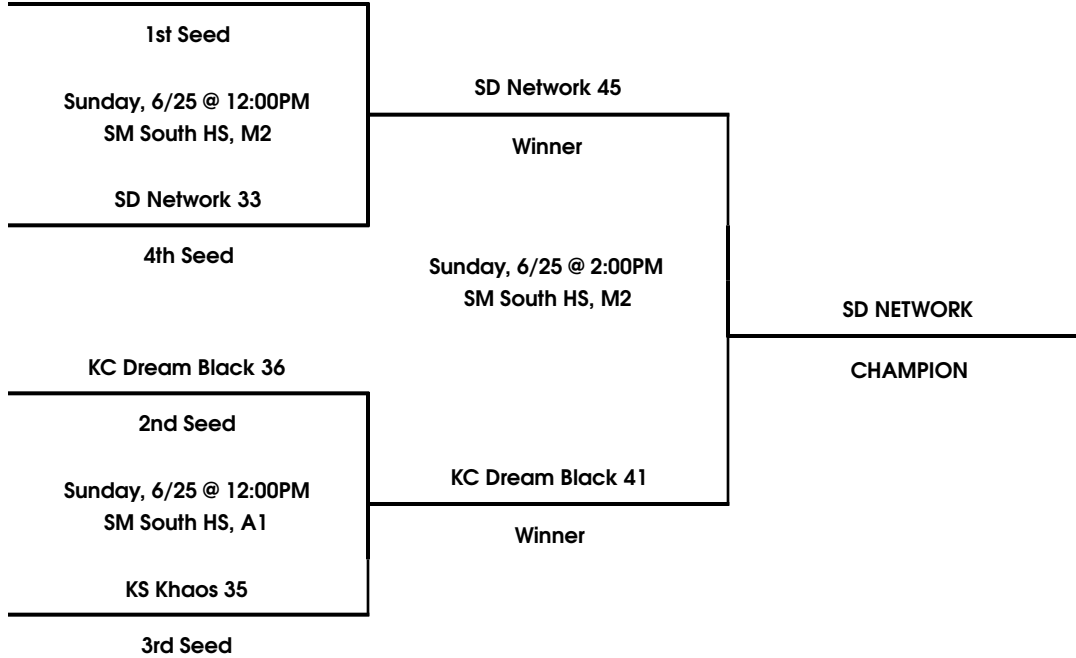 1st Seed
Sunday, 6/25 @ 12:00PM
SM South HS, M2
SD Network 33
4th Seed
SD Network 45
Winner
Sunday, 6/25 @ 2:00PM
SM South HS, M2
SD NETWORK
CHAMPION
KC Dream Black 36
2nd Seed
Sunday, 6/25 @ 12:00PM
SM South HS, A1
KS Khaos 35
3rd Seed
KC Dream Black 41
Winner